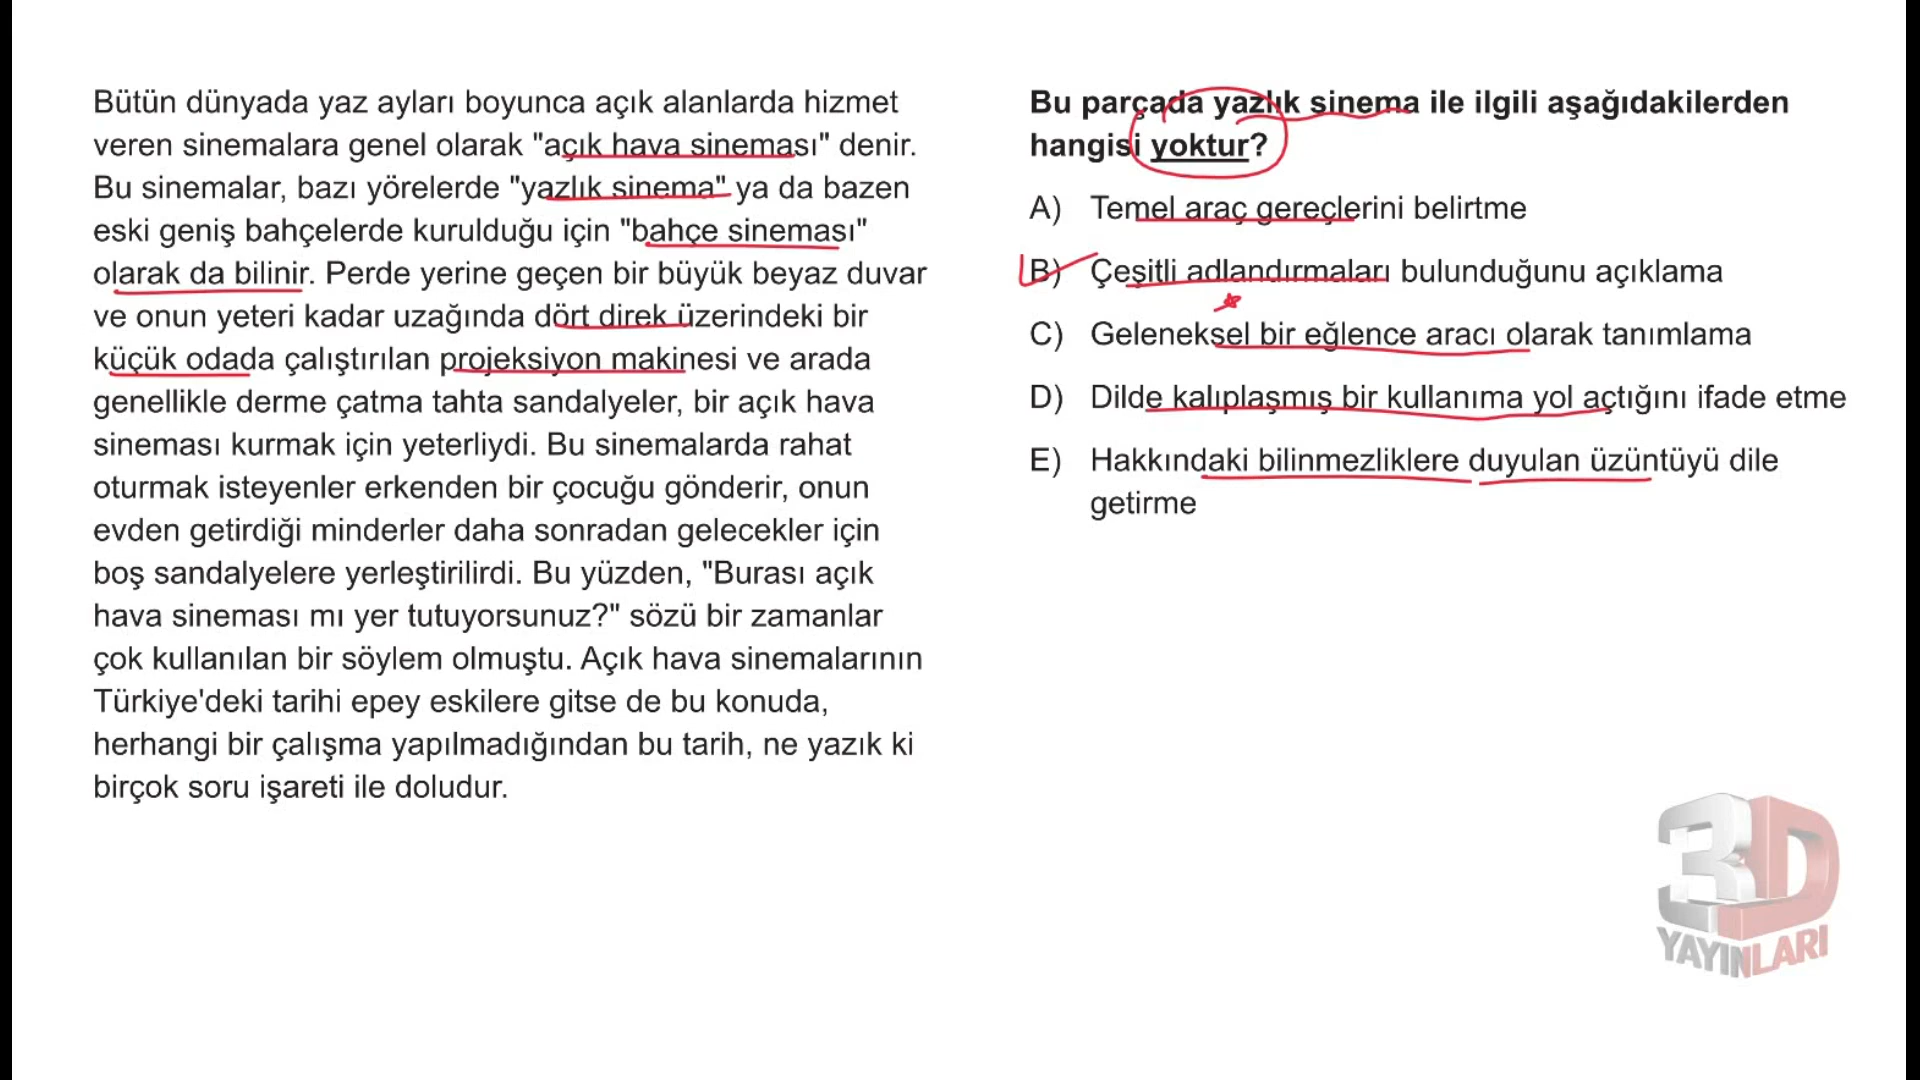 Bütün dünyada yaz ayları boyunca açık alanlarda hizmet
veren sinemalara genel olarak "açık hava sineması" denir.
Bu sinemalar, bazı yörelerde "yazlık sinema" ya da bazen
eski geniş bahçelerde kurulduğu için "bahçe sineması"
olarak da bilinir. Perde yerine geçen bir büyük beyaz duvar
ve onun yeteri kadar uzağında dört direk üzerindeki bir
küçük odada çalıştırılan projeksiyon makinesi ve arada
genellikle derme çatma tahta sandalyeler, bir açık hava
sineması kurmak için yeterliydi. Bu sinemalarda rahat
oturmak isteyenler erkenden bir çocuğu gönderir, onun
evden getirdiği minderler daha sonradan gelecekler için
boş sandalyelere yerleştirilirdi. Bu yüzden, "Burası açık
hava sineması mı yer tutuyorsunuz?" sözü bir zamanlar
çok kullanılan bir söylem olmuştu. Açık hava sinemalarının
Türkiye'deki tarihi epey eskilere gitse de bu konuda,
herhangi bir çalışma yapılmadığından bu tarih, ne yazık ki
birçok soru işareti ile doludur.
Bu parçada yazlık sinema ile ilgili aşağıdakilerden
hangisi yoktur?
A) Temel araç gereçlerini belirtme
B) Çeşitli adlandırmaları bulunduğunu açıklama
C) Geleneksel bir eğlence aracı olarak tanımlama
D) Dilde kalıplaşmış bir kullanıma yol açtığını ifade etme
E) Hakkındaki bilinmezliklere duyulan üzüntüyü dile
getirme
3D
YAYINLARI